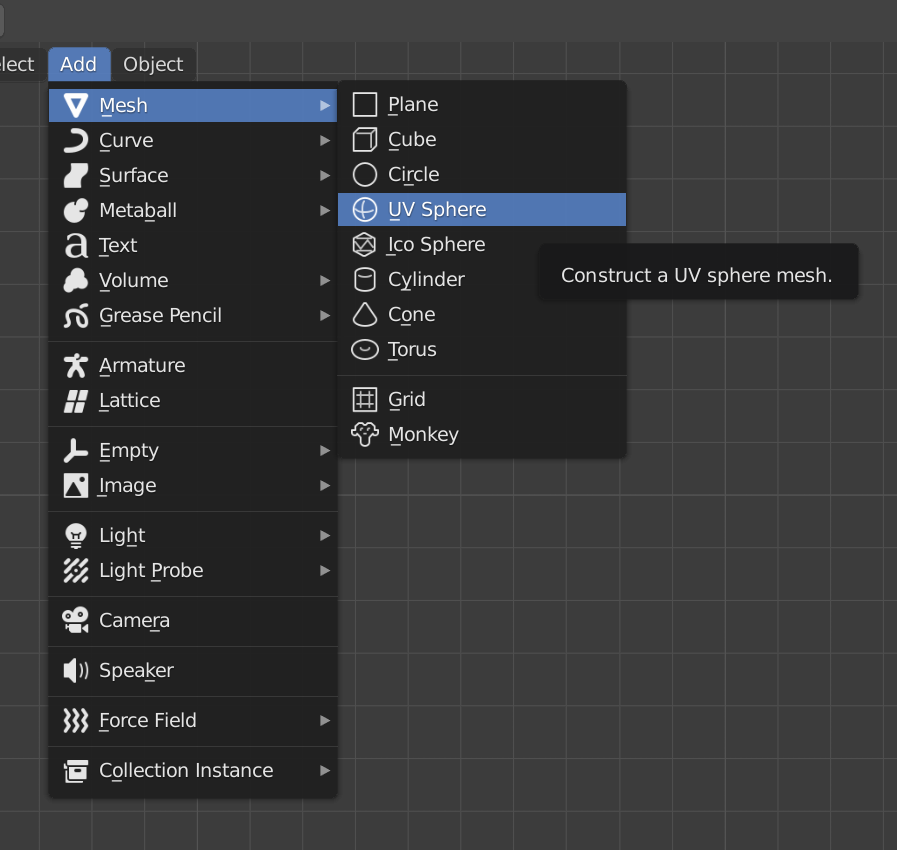 lect Add Object
Mesh
Curve
Surface
Metaball
Text
Volume
Grease Pencil
Armature
Lattice
Empty
Image
Light
Light Probe
Camera
Speaker
Force Field
Collection Instance
Plane
Cube
Circle
UV Sphere
Ico Sphere
Cylinder
Cone
Torus
Grid
Monkey
Construct a UV sphere mesh.